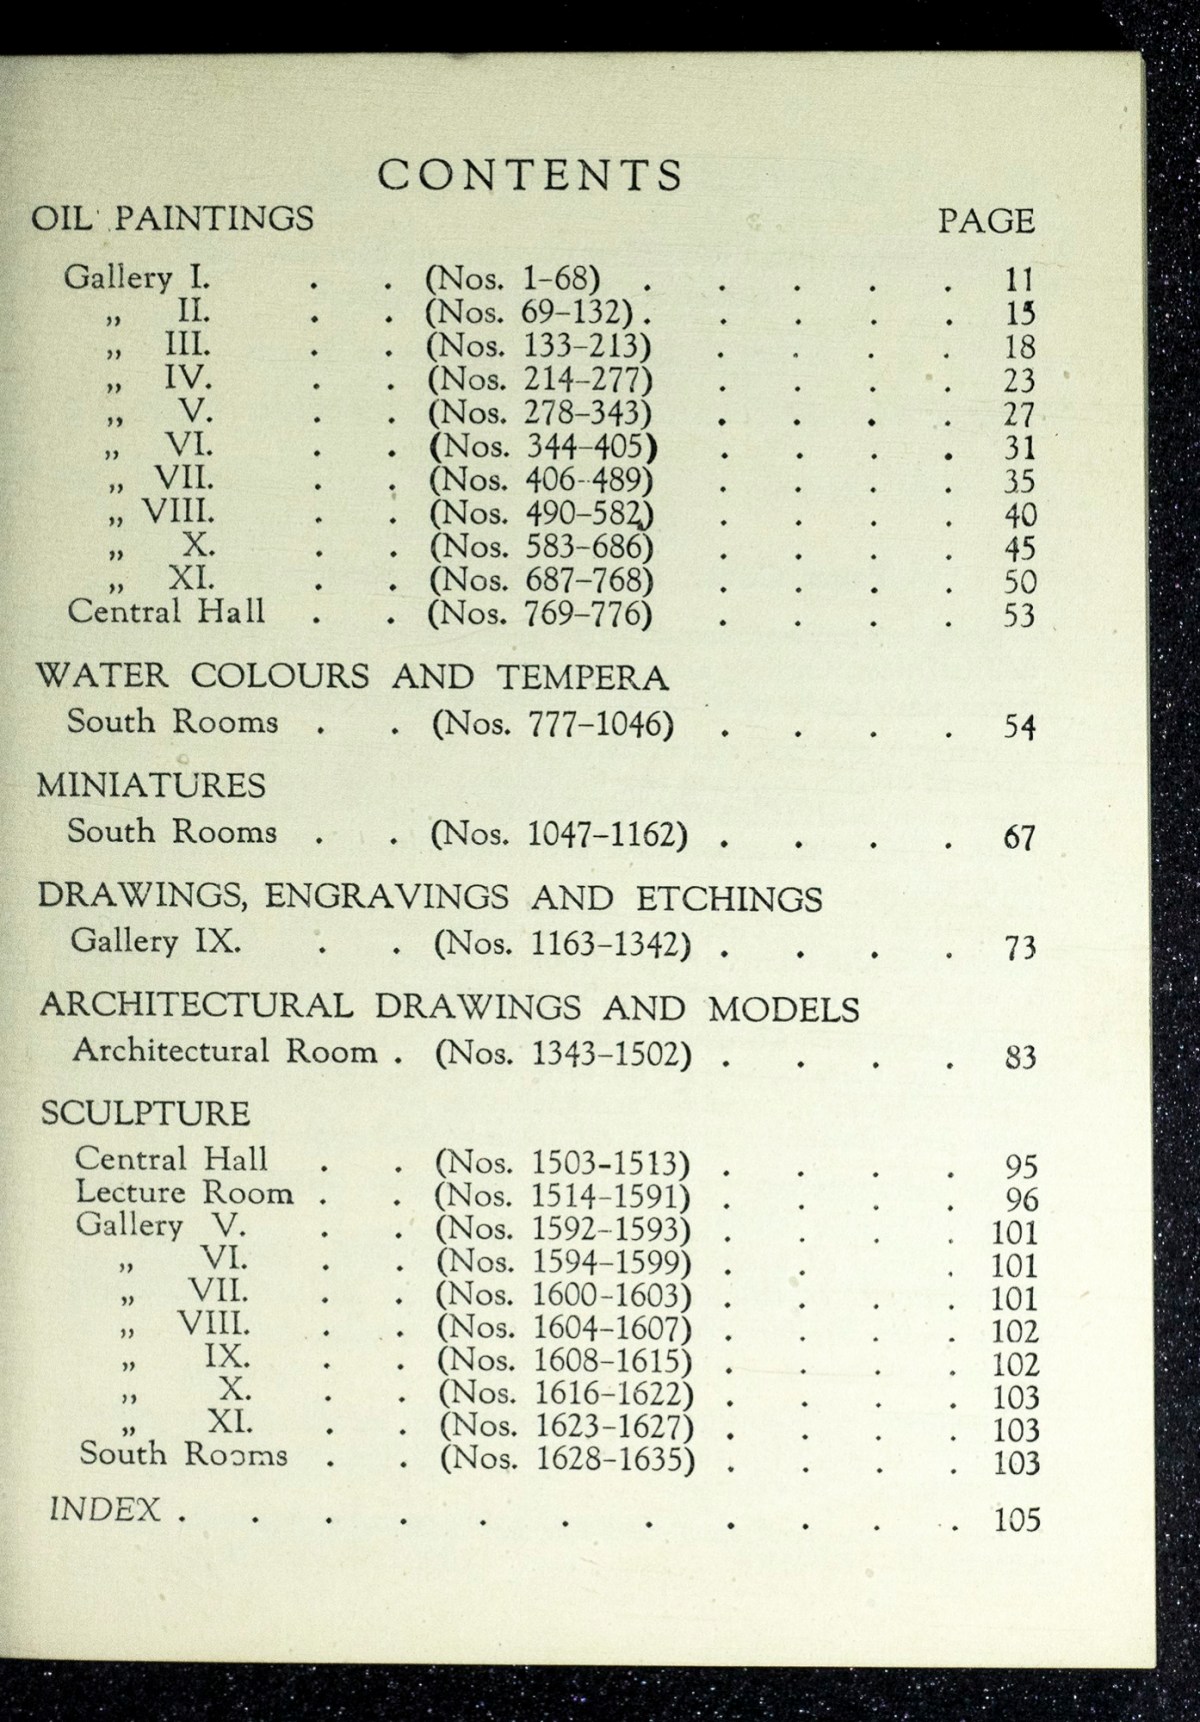 CONTENTS
OIL PAINTINGS PAGE
Gallery I. . . (Nos. 1–68) . . . . . 11
„ II. . . (Nos. 69–132) . . . . . 15
„ III. . . (Nos. 133–213) . . . . 18
„ IV. . . (Nos. 214–277) . . . . 23
„ V. . . (Nos. 278–343) . . . . 27
„ VI. . . (Nos. 344–405) . . . . 31
„ VII. . . (Nos. 406–489) . . . . 35
„ VIII. . . (Nos. 490–582) . . . . 40
„ X. . . (Nos. 583–686) . . . . 45
„ XI. . . (Nos. 687–768) . . . . 50
Central Hall . . (Nos. 769–776) . . . . 53
WATER COLOURS AND TEMPERA
South Rooms . . (Nos. 777–1046) . . . . 54
MINIATURES
South Rooms . . (Nos. 1047–1162) . . . . 67
DRAWINGS, ENGRAVINGS AND ETCHINGS
Gallery IX. . . (Nos. 1163–1342) . . . . 73
ARCHITECTURAL DRAWINGS AND MODELS
Architectural Room . (Nos. 1343–1502) . . . . 83
SCULPTURE
Central Hall . . (Nos. 1503–1513) . . . . 95
Lecture Room . . (Nos. 1514–1591) . . . . 96
Gallery V. . . (Nos. 1592–1593) . . . . 101
„ VI. . . (Nos. 1594–1599) . . . 101
„ VII. . . (Nos. 1600–1603) . . . . 101
„ VIII. . . (Nos. 1604–1607) . . . . 102
„ IX. . . (Nos. 1608–1615) . . . . 102
„ X. . . (Nos. 1616–1622) . . . . 103
„ XI. . . (Nos. 1623–1627) . . . . 103
South Rooms . . (Nos. 1628–1635) . . . . 103
INDEX . . . . . . . . . . . 105